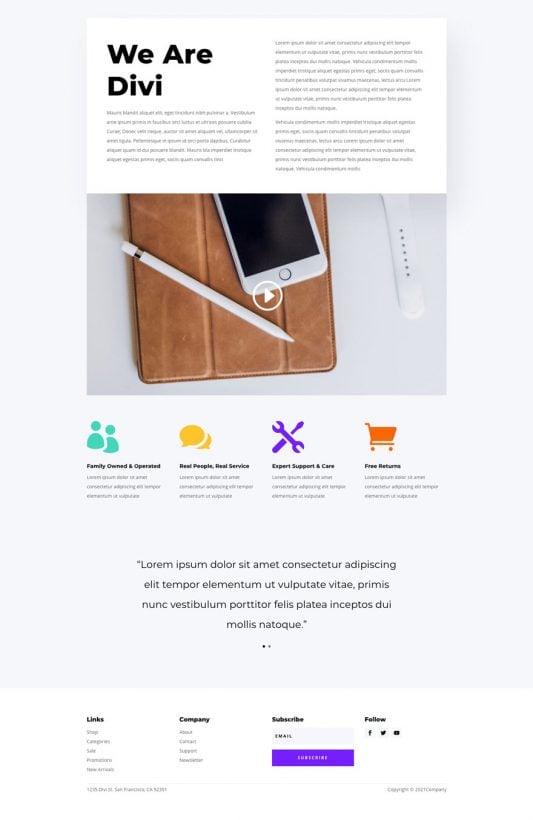 We Are
Divi
Mauris blandit aliquet elit, eget tincidunt nibh pulvinar a. Vestibulum
ante ipsum primis in faucibus orci luctus et ultrices posuere cubilia
Curae; Donec velit neque, auctor sit amet aliquam vel, ullamcorper sit
amet ligula. Pellentesque in ipsum id orci porta dapibus. Curabitur
aliquet quam id dui posuere blandit. Mauris bla imperdiet tristique
aliquet egestas primis eget, sociis quam convallis tinci
Lorem ipsum dolor sit amet consectetur adipiscing elit tempor
elementum ut vulputate vitae, primis nunc vestibulum porttitor felis
platea inceptos dui mollis natoque. Vehicula condimentum mollis
imperdiet tristique aliquet egestas primis eget, sociis quam convallis
tincidunt penatibus volutpat vivamus maecenas, lectus arcu Lorem
ipsum dolor sit amet consectetur adipiscing elit tempor elementum
ut vulputate vitae, primis nunc vestibulum porttitor felis platea
inceptos dui mollis natoque.
Vehicula condimentum mollis imperdiet tristique aliquet egestas primis
eget, sociis quam convallis tincidunt penatibus volutpat
vivamus maecenas, lectus arcu Lorem ipsum dolor sit amet
consectetur adipiscing elit tempor elementum ut vulputate vitae,
primis nunc vestibulum porttitor felis platea inceptos dui mollis
natoque. Vehicula condimentum mollis
Family Owned & Operated
Lorem ipsum dolor sit amet
consectetur adipiscing elit tempor
elementum ut vulputate
Real People, Real Service
Lorem ipsum dolor sit amet
consectetur adipiscing elit tempor
elementum ut vulputate
Expert Support & Care
Lorem ipsum dolor sit amet
consectetur adipiscing elit tempor
elementum ut vulputate
Free Returns
Lorem ipsum dolor sit amet
consectetur adipiscing elit tempor
elementum ut vulputate
“Lorem ipsum dolor sit amet consectetur adipiscing
elit tempor elementum ut vulputate vitae, primis
nunc vestibulum porttitor felis platea inceptos dui
mollis natoque.”
Links
Shop
Categories
Sale
Promotions
New Arrivals
Company
About
Contact
Support
Newsletter
Subscribe
EMAIL
SUBSCRIBE
Follow
1235 Divi St. San Francisco, CA 92351
Copyright © 2021Company